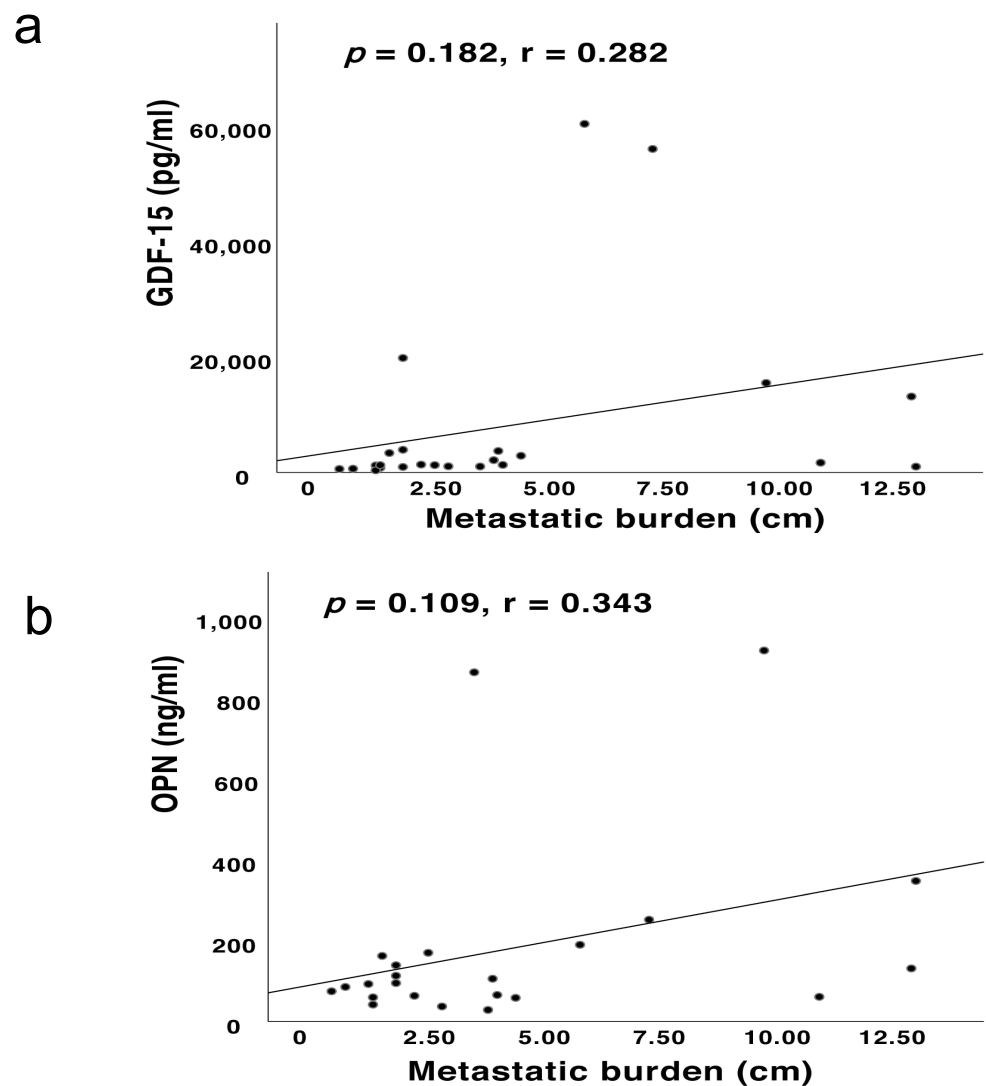 a
p = 0.182, r = 0.282
GDF-15 (pg/ml)
60,000
40,000
20,000
0
0 2.50 5.00 7.50 10.00 12.50
Metastatic burden (cm)
b
p = 0.109, r = 0.343
OPN (ng/ml)
1,000
800
600
400
200
0
0 2.50 5.00 7.50 10.00 12.50
Metastatic burden (cm)